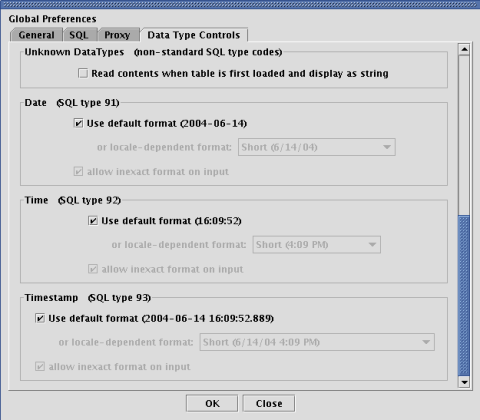 Global Preferences
General SQL Proxy Data Type Controls
Unknown DataTypes (non-standard SQL type codes)
Read contents when table is first loaded and display as string
Date (SQL type 91)
Use default format (2004-06-14)
or locale-dependent format: Short (6/14/04)
allow inexact format on input
Time (SQL type 92)
Use default format (16:09:52)
or locale-dependent format: Short (4:09 PM)
allow inexact format on input
Timestamp (SQL type 93)
Use default format (2004-06-14 16:09:52.889)
or locale-dependent format: Short (6/14/04 4:09 PM)
allow inexact format on input
OK Close